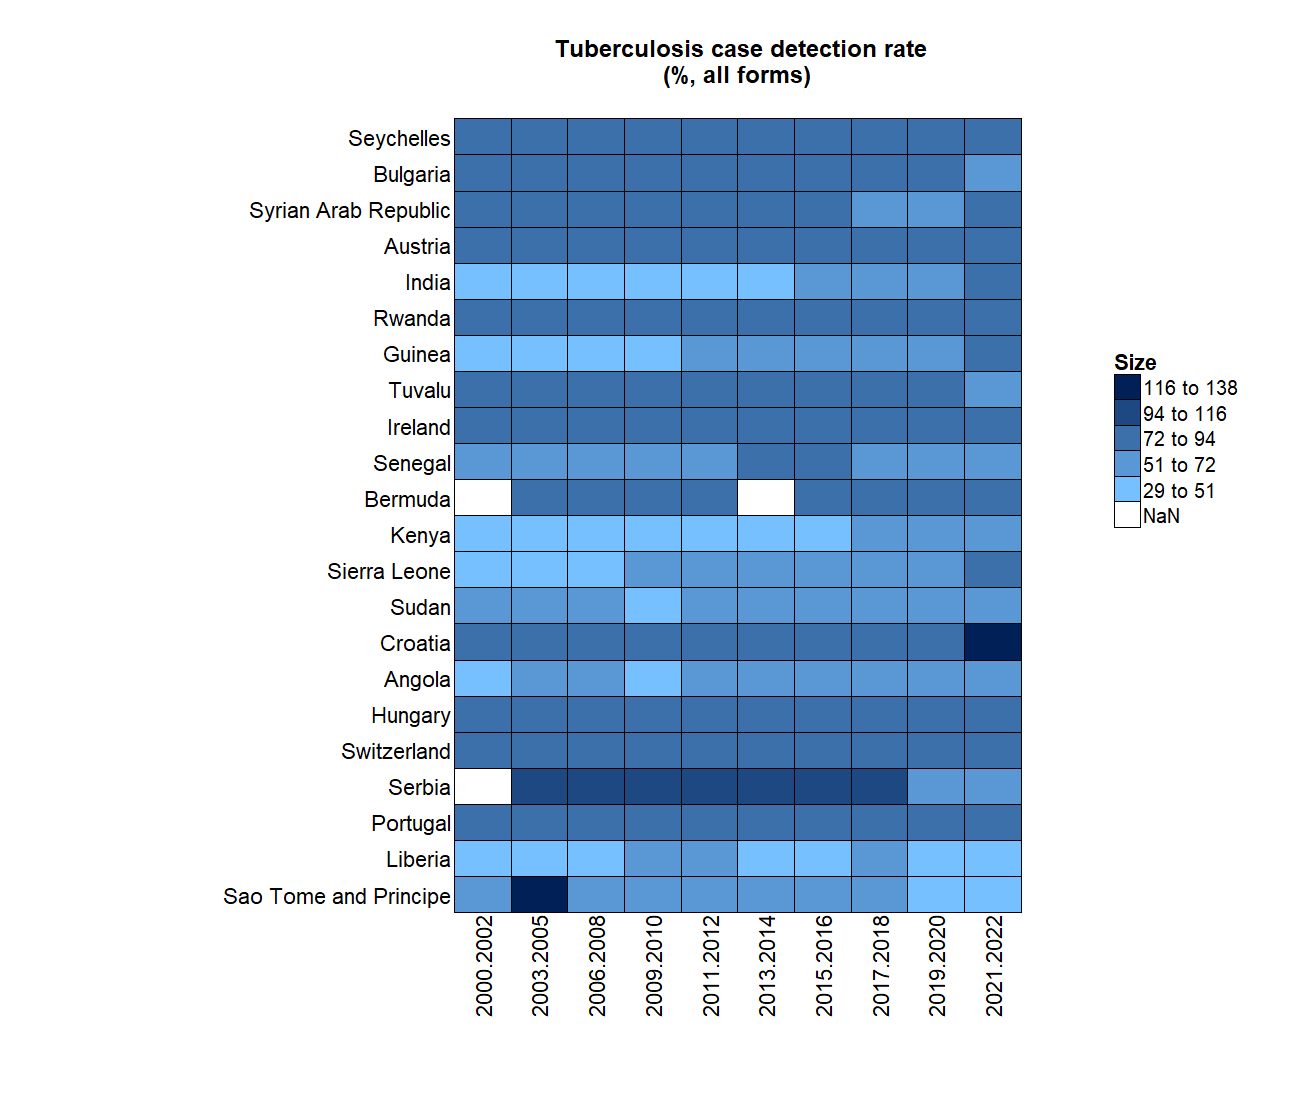 Tuberculosis case detection rate
(%, all forms)
Seychelles
Bulgaria
Syrian Arab Republic
Austria
India
Rwanda
Guinea
Tuvalu
Ireland
Senegal
Bermuda
Kenya
Sierra Leone
Sudan
Croatia
Angola
Hungary
Switzerland
Serbia
Portugal
Liberia
Sao Tome and Principe
2000.2002
2003.2005
2006.2008
2009.2010
2011.2012
2013.2014
2015.2016
2017.2018
2019.2020
2021.2022
Size
116 to 138
94 to 116
72 to 94
51 to 72
29 to 51
NaN